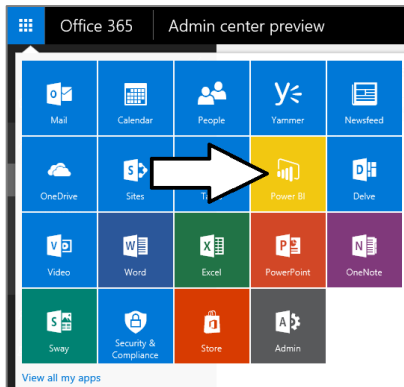 Office 365 Admin center preview
Mail Calendar People Yammer Newsfeed
OneDrive Sites Power BI Delve
Video Word Excel PowerPoint OneNote
Sway Security & Compliance Store Admin
View all my apps